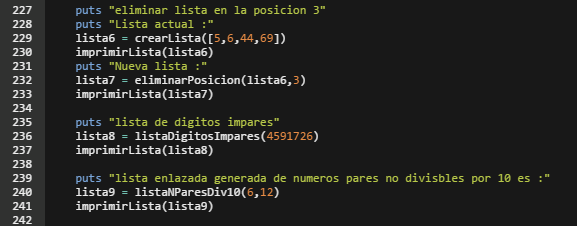 227 puts "eliminar lista en la posicion 3"
228 puts "Lista actual :"
229 lista6 = crearLista([5,6,44,69])
230 imprimirLista(lista6)
231 puts "Nueva lista :"
232 lista7 = eliminarPosicion(lista6,3)
233 imprimirLista(lista7)
234
235 puts "lista de digitos impares"
236 lista8 = listaDigitosImpares(4591726)
237 imprimirLista(lista8)
238
239 puts "lista enlazada generada de numeros pares no divisbles por 10 es :"
240 lista9 = listaNParesDiv10(6,12)
241 imprimirLista(lista9)
242